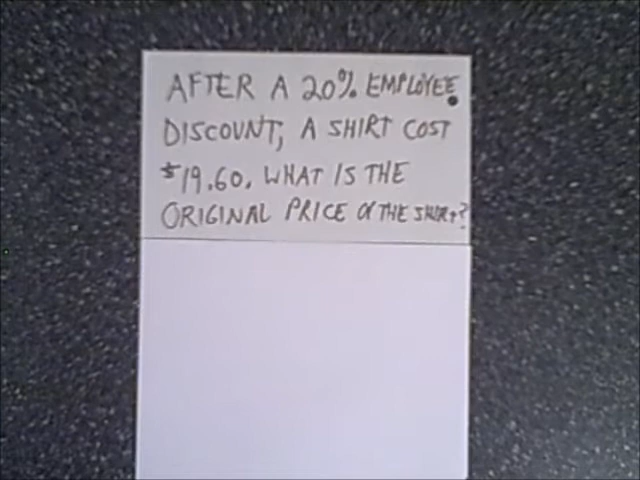 AFTER A 20% EMPLOYEE
DISCOUNT, A SHIRT COST
$19.60. WHAT IS THE
ORIGINAL PRICE OF THE SHIRT?